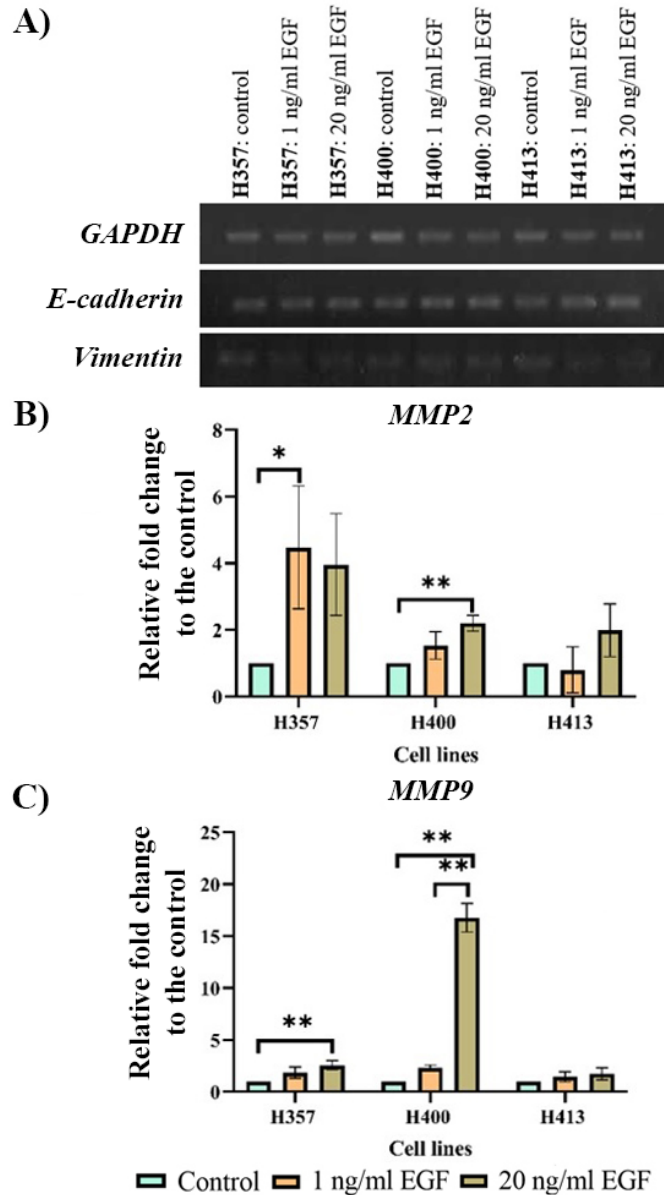 A)
H357: control
H357: 1 ng/ml EGF
H357: 20 ng/ml EGF
H400: control
H400: 1 ng/ml EGF
H400: 20 ng/ml EGF
H413: control
H413: 1 ng/ml EGF
H413: 20 ng/ml EGF
GAPDH
E-cadherin
Vimentin
B)
MMP2
Relative fold change
to the control
8
6
4
2
0
*
**
H357 H400 H413
Cell lines
C)
MMP9
Relative fold change
to the control
25
20
15
10
5
0
**
**
**
H357 H400 H413
Cell lines
Control 1 ng/ml EGF 20 ng/ml EGF